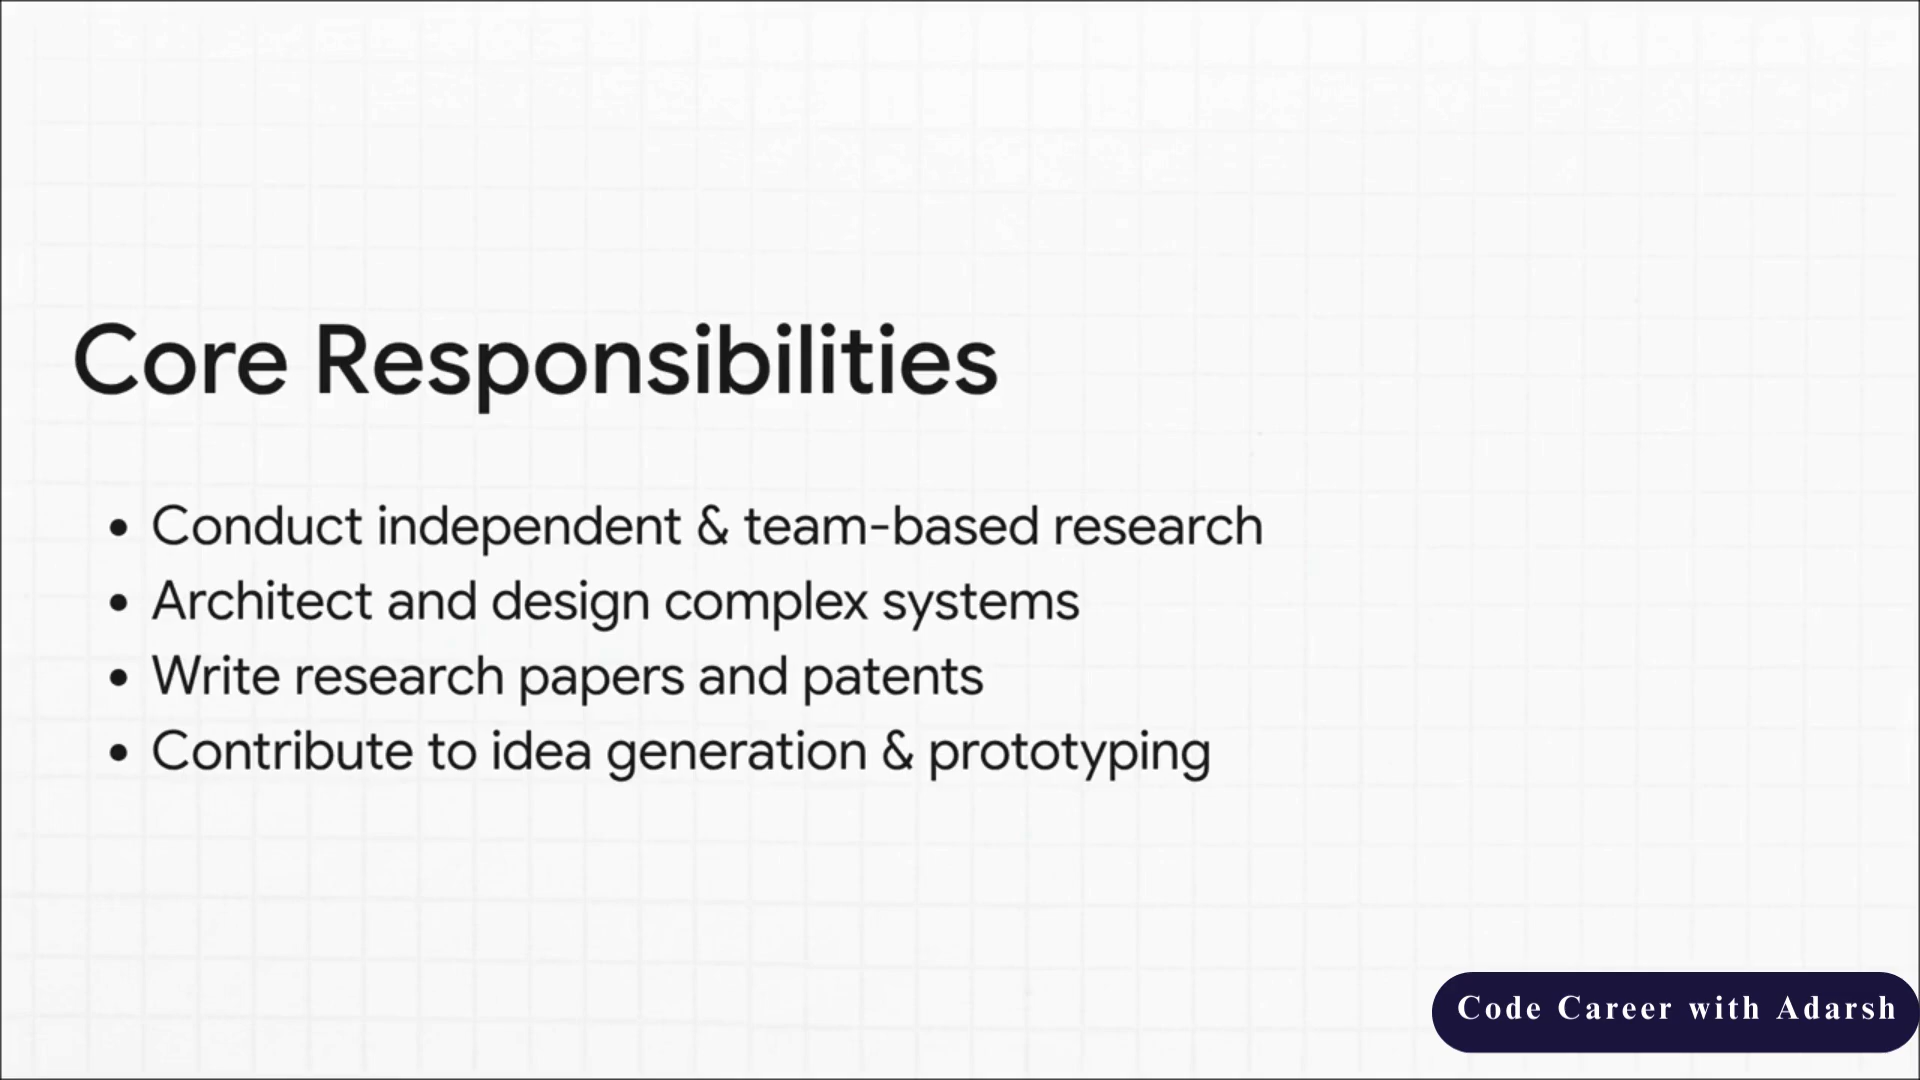 Core Responsibilities
• Conduct independent & team-based research
• Architect and design complex systems
• Write research papers and patents
• Contribute to idea generation & prototyping
Code Career with Adarsh